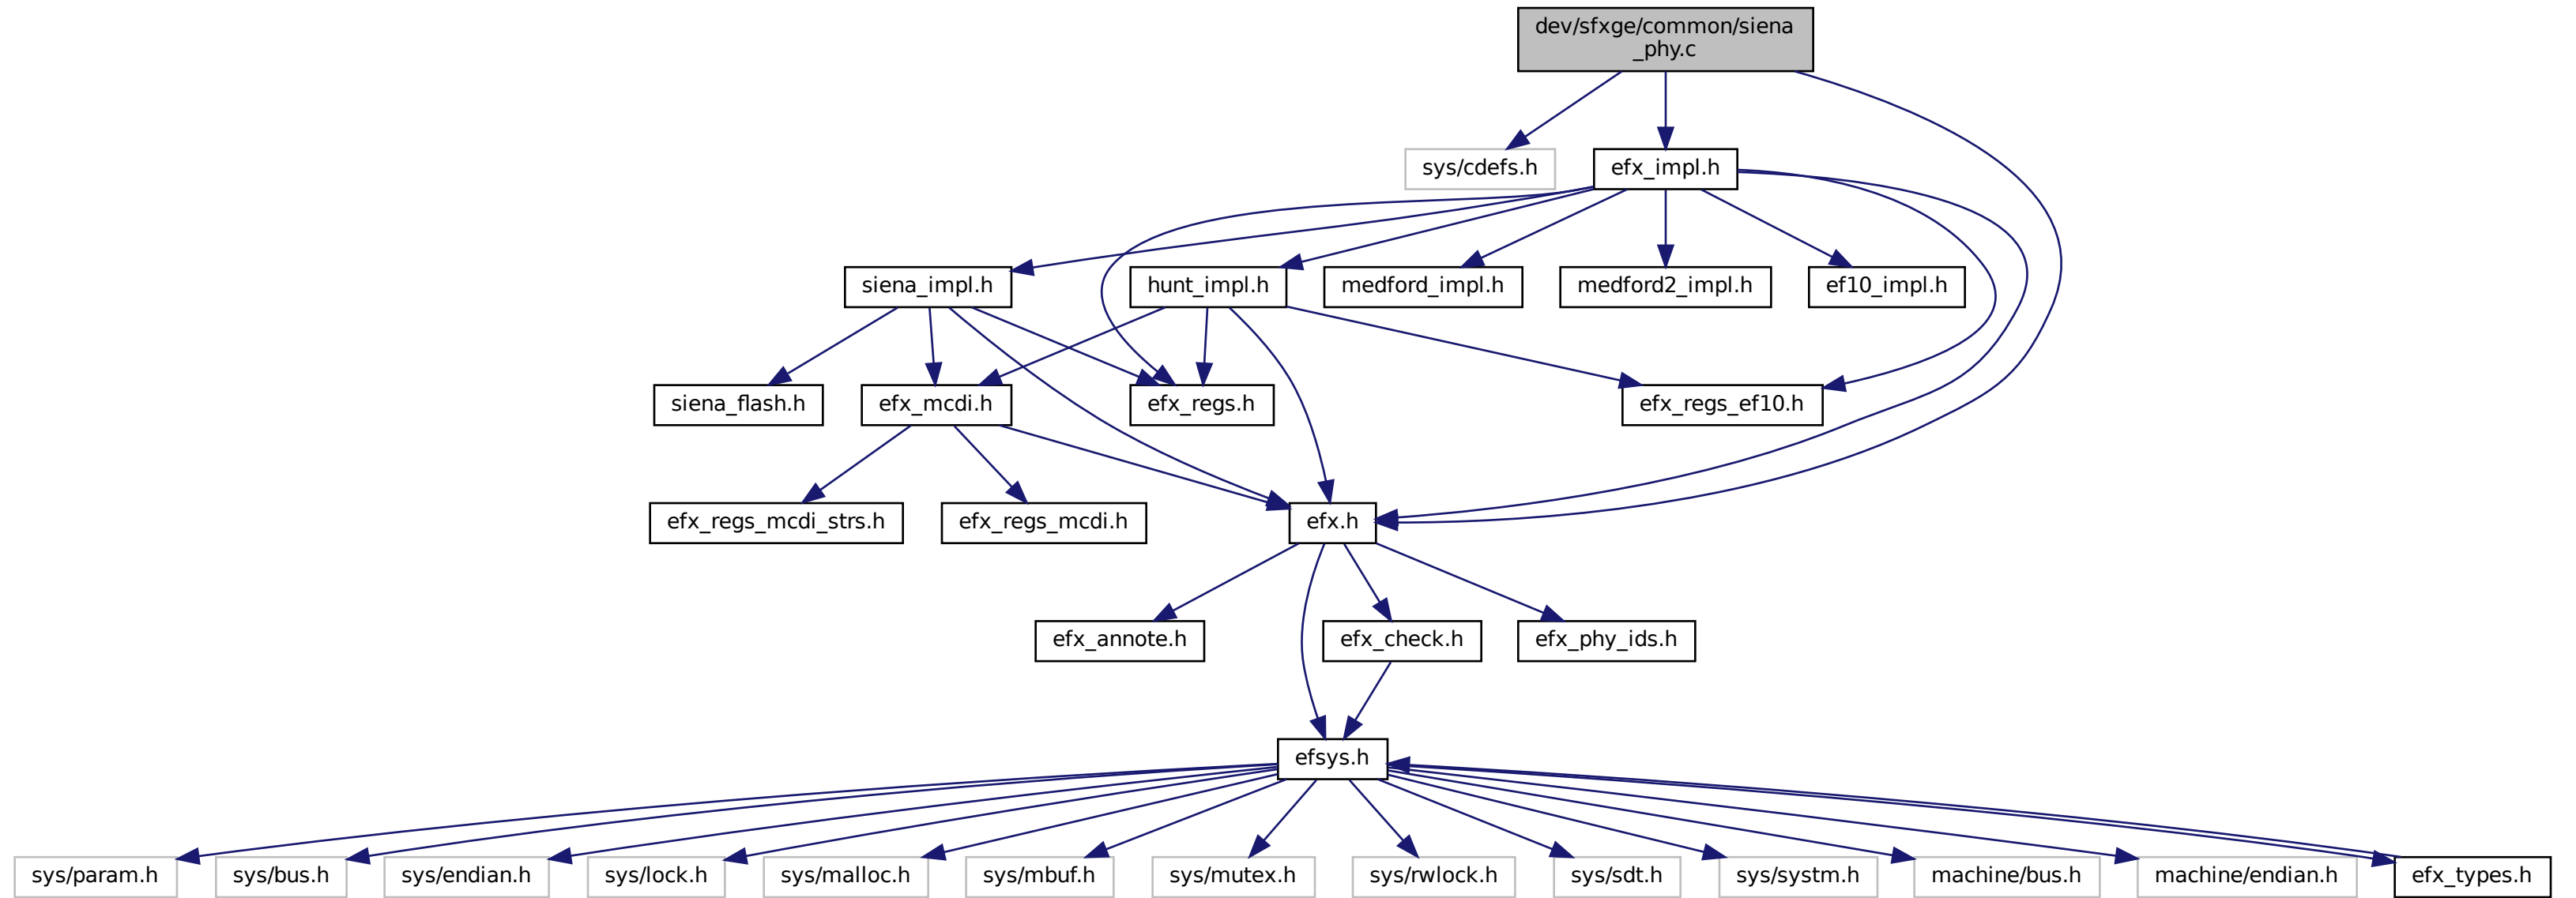 dev/sfxge/common/siena
_phy.c
sys/cdefs.h
efx_impl.h
siena_impl.h
hunt_impl.h
medford_impl.h
medford2_impl.h
ef10_impl.h
siena_flash.h
efx_mcdi.h
efx_regs.h
efx_regs_ef10.h
efx_regs_mcdi_strs.h
efx_regs_mcdi.h
efx.h
efx_annote.h
efx_check.h
efx_phy_ids.h
efsys.h
sys/param.h
sys/bus.h
sys/endian.h
sys/lock.h
sys/malloc.h
sys/mbuf.h
sys/mutex.h
sys/rwlock.h
sys/sdt.h
sys/systm.h
machine/bus.h
machine/endian.h
efx_types.h